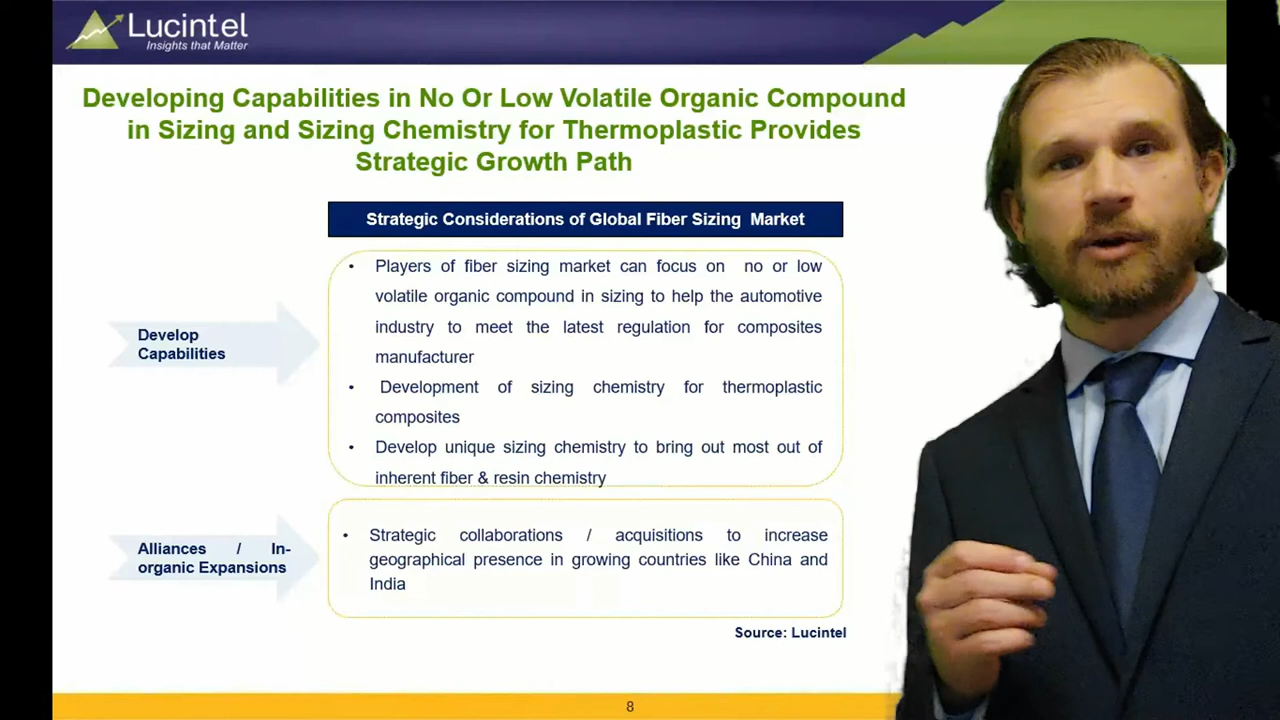 Lucintel
Insights that Matter
Developing Capabilities in No Or Low Volatile Organic Compound
in Sizing and Sizing Chemistry for Thermoplastic Provides
Strategic Growth Path
Strategic Considerations of Global Fiber Sizing Market
Develop
Capabilities
• Players of fiber sizing market can focus on no or low
volatile organic compound in sizing to help the automotive
industry to meet the latest regulation for composites
manufacturer
• Development of sizing chemistry for thermoplastic
composites
• Develop unique sizing chemistry to bring out most out of
inherent fiber & resin chemistry
Alliances / In-
organic Expansions
• Strategic collaborations / acquisitions to increase
geographical presence in growing countries like China and
India
Source: Lucintel
8